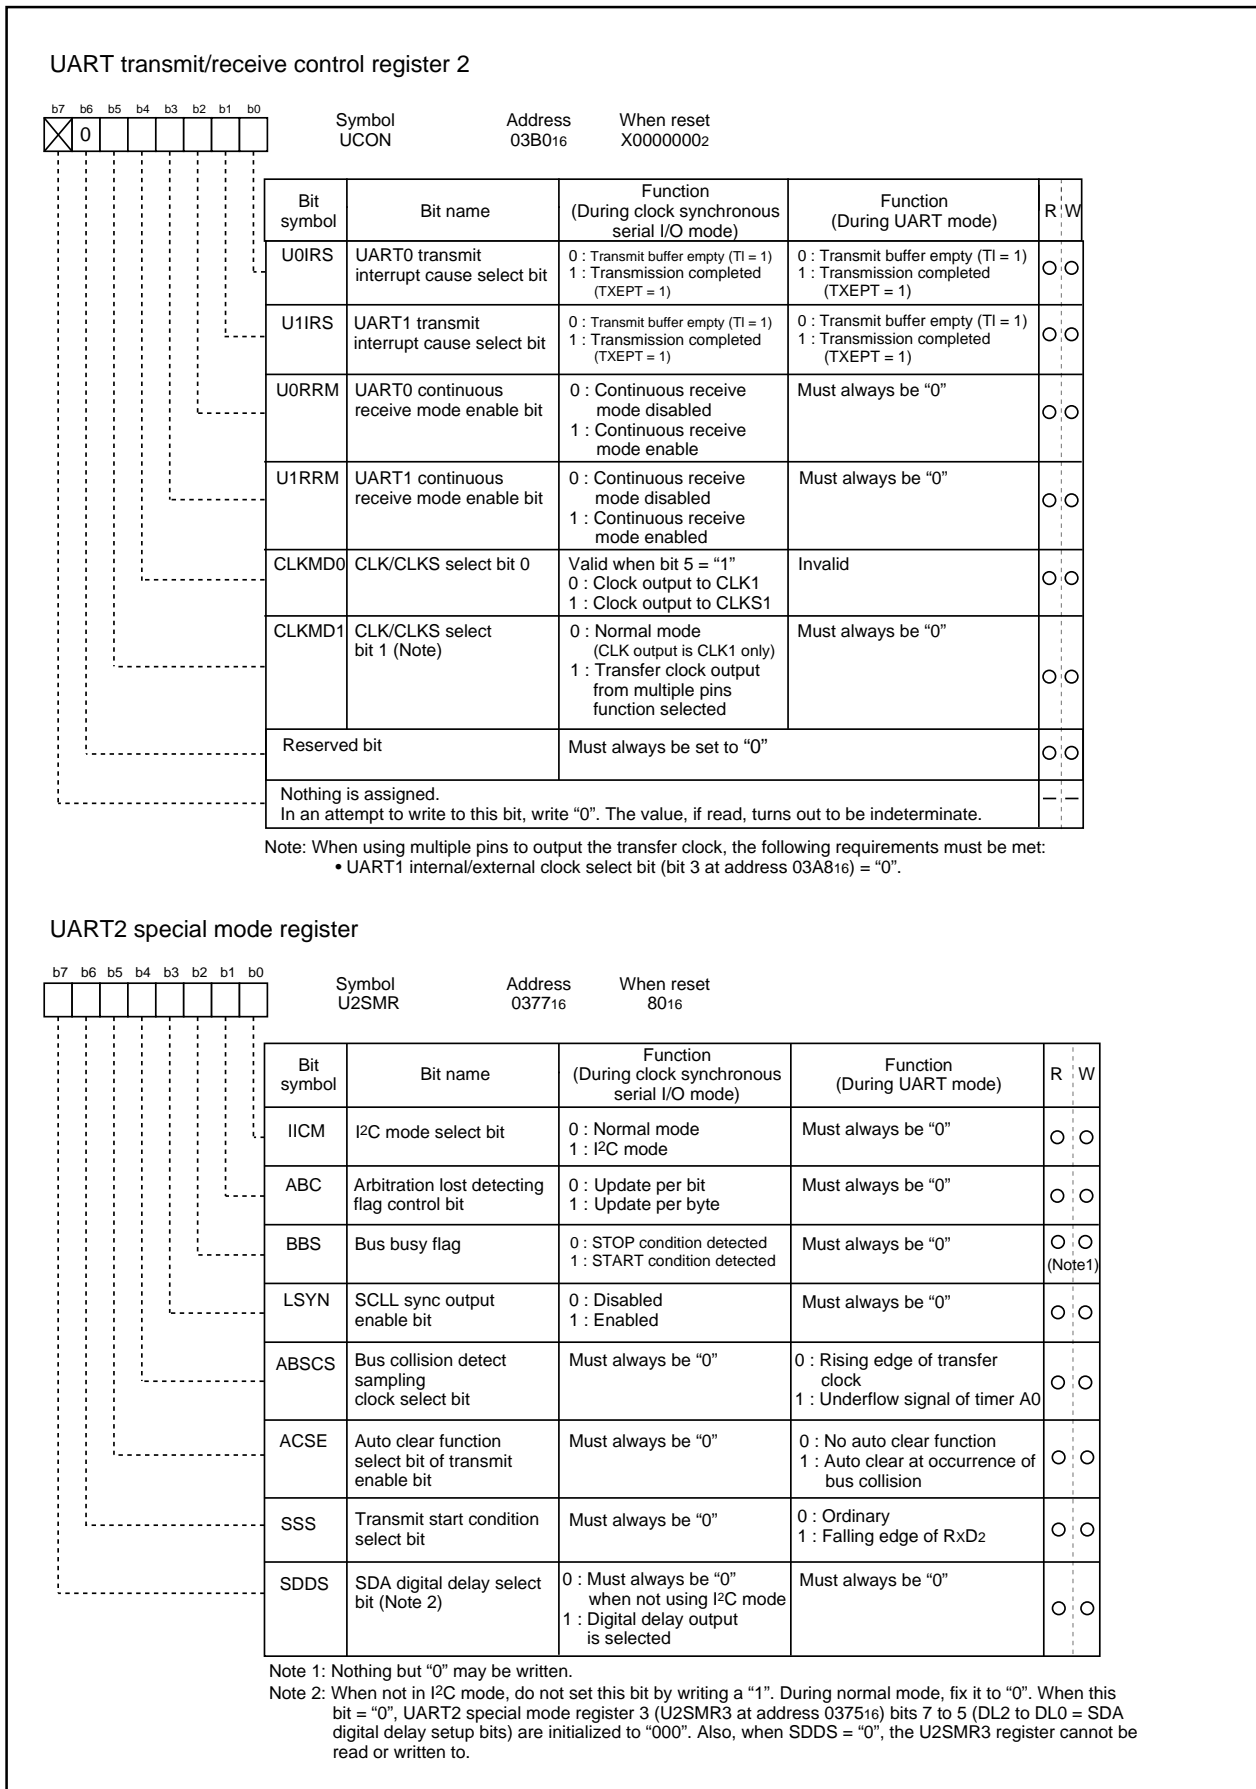 UART transmit/receive control register 2
b7 b6 b5 b4 b3 b2 b1 b0
0
Symbol Address When reset
UCON 03B016 X00000002
Bit symbol Bit name Function (During clock synchronous serial I/O mode) Function (During UART mode) R W
U0IRS UART0 transmit interrupt cause select bit
0 : Transmit buffer empty (TI = 1)
1 : Transmission completed
(TXEPT = 1)
0 : Transmit buffer empty (TI = 1)
1 : Transmission completed
(TXEPT = 1)
U1IRS UART1 transmit interrupt cause select bit
0 : Transmit buffer empty (TI = 1)
1 : Transmission completed
(TXEPT = 1)
0 : Transmit buffer empty (TI = 1)
1 : Transmission completed
(TXEPT = 1)
U0RRM UART0 continuous receive mode enable bit
0 : Continuous receive
mode disabled
1 : Continuous receive
mode enable
Must always be “0”
U1RRM UART1 continuous receive mode enable bit
0 : Continuous receive
mode disabled
1 : Continuous receive
mode enabled
Must always be “0”
CLKMD0 CLK/CLKS select bit 0
Valid when bit 5 = “1”
0 : Clock output to CLK1
1 : Clock output to CLKS1
Invalid
CLKMD1 CLK/CLKS select bit 1 (Note)
0 : Normal mode
(CLK output is CLK1 only)
1 : Transfer clock output
from multiple pins
function selected
Must always be “0”
Reserved bit Must always be set to “0”
Nothing is assigned.
In an attempt to write to this bit, write “0”. The value, if read, turns out to be indeterminate. – –
Note: When using multiple pins to output the transfer clock, the following requirements must be met:
• UART1 internal/external clock select bit (bit 3 at address 03A816) = “0”.
UART2 special mode register
b7 b6 b5 b4 b3 b2 b1 b0
Symbol Address When reset
U2SMR 037716 8016
Bit symbol Bit name Function (During clock synchronous serial I/O mode) Function (During UART mode) R W
IICM I2C mode select bit
0 : Normal mode
1 : I2C mode
Must always be “0”
ABC Arbitration lost detecting flag control bit
0 : Update per bit
1 : Update per byte
Must always be “0”
BBS Bus busy flag
0 : STOP condition detected
1 : START condition detected
Must always be “0”
(Note1)
LSYN SCLL sync output enable bit
0 : Disabled
1 : Enabled
Must always be “0”
ABSCS Bus collision detect sampling clock select bit
Must always be “0”
0 : Rising edge of transfer
clock
1 : Underflow signal of timer A0
ACSE Auto clear function select bit of transmit enable bit
Must always be “0”
0 : No auto clear function
1 : Auto clear at occurrence of
bus collision
SSS Transmit start condition select bit
Must always be “0”
0 : Ordinary
1 : Falling edge of RXD2
SDDS SDA digital delay select bit (Note 2)
0 : Must always be “0”
when not using I2C mode
1 : Digital delay output
is selected
Must always be “0”
Note 1: Nothing but “0” may be written.
Note 2: When not in I2C mode, do not set this bit by writing a “1”. During normal mode, fix it to “0”. When this
bit = “0”, UART2 special mode register 3 (U2SMR3 at address 037516) bits 7 to 5 (DL2 to DL0 = SDA
digital delay setup bits) are initialized to “000”. Also, when SDDS = “0”, the U2SMR3 register cannot be
read or written to.